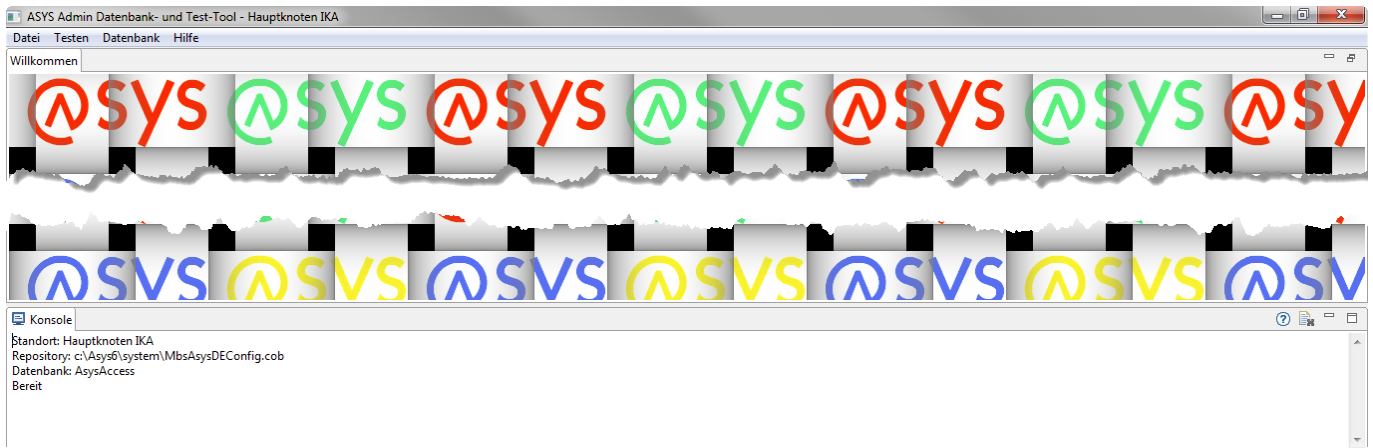 ASYS Admin Datenbank- und Test-Tool - Hauptknoten IKA
Datei Testen Datenbank Hilfe
Willkommen
@sys @sys @sys @sys @sys @sys @sy
@sys @sys @sys @sys @sys @sys @sy
Konsole
Standort: Hauptknoten IKA
Repository: c:\Asys6\system\MbsAsysDEConfig.cob
Datenbank: AsysAccess
Bereit